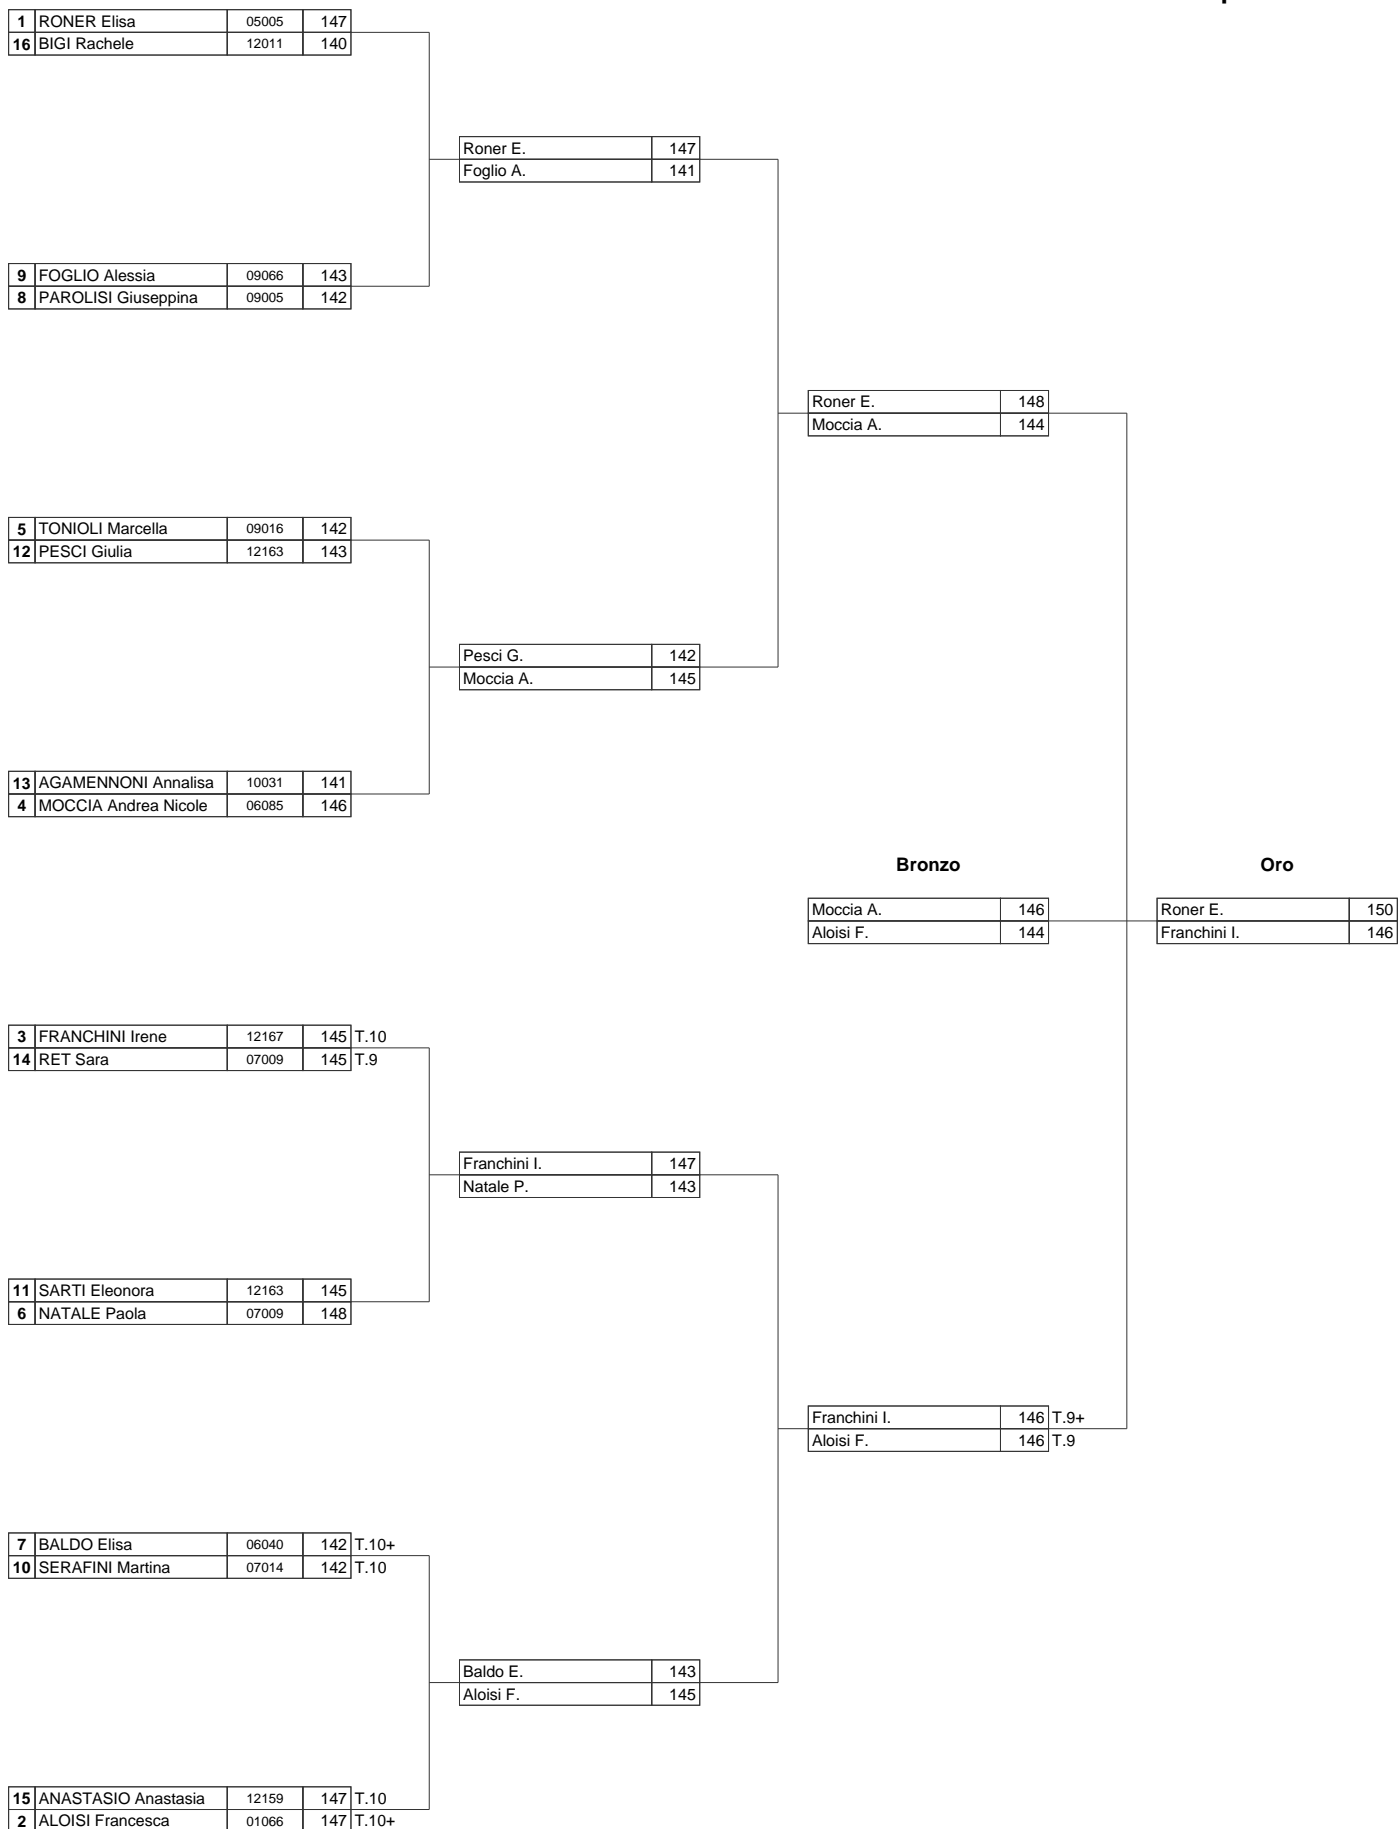 1 RONER Elisa 05005 147
16 BIGI Rachele 12011 140
Roner E. 147
Foglio A. 141
9 FOGLIO Alessia 09066 143
8 PAROLISI Giuseppina 09005 142
Roner E. 148
Moccia A. 144
5 TONIOLI Marcella 09016 142
12 PESCI Giulia 12163 143
Pesci G. 142
Moccia A. 145
13 AGAMENNONI Annalisa 10031 141
4 MOCCIA Andrea Nicole 06085 146
Bronzo Oro
Moccia A. 146 Roner E. 150
Aloisi F. 144 Franchini I. 146
3 FRANCHINI Irene 12167 145 T.10
14 RET Sara 07009 145 T.9
Franchini I. 147
Natale P. 143
11 SARTI Eleonora 12163 145
6 NATALE Paola 07009 148
Franchini I. 146 T.9+
Aloisi F. 146 T.9
7 BALDO Elisa 06040 142 T.10+
10 SERAFINI Martina 07014 142 T.10
Baldo E. 143
Aloisi F. 145
15 ANASTASIO Anastasia 12159 147 T.10
2 ALOISI Francesca 01066 147 T.10+